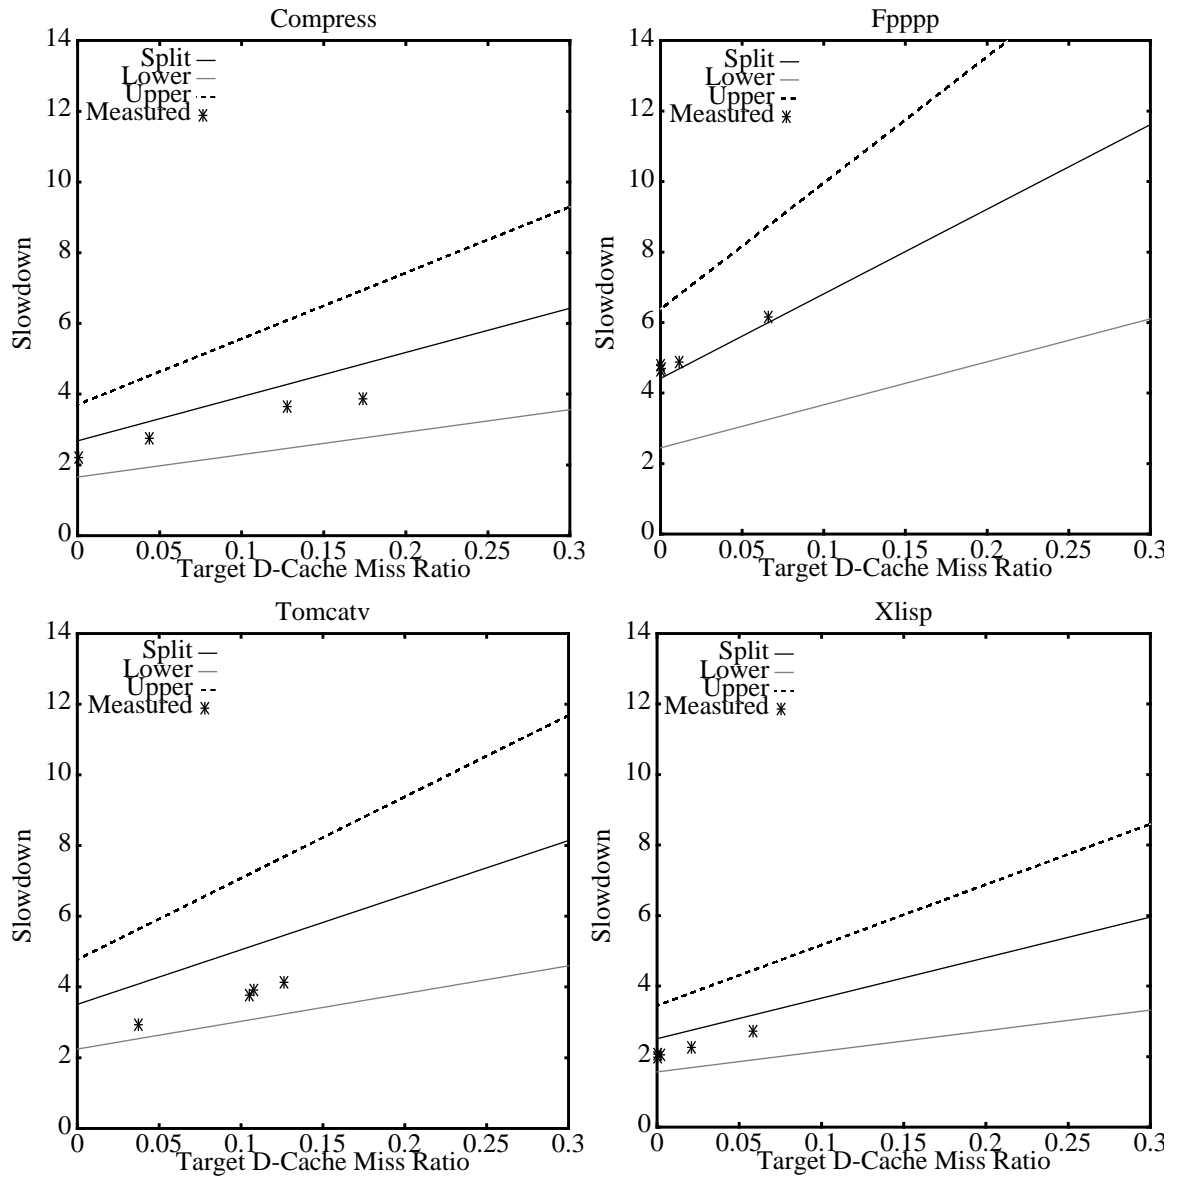 Compress
14
12
10
8
6
4
2
0
Slowdown
Split
Lower
Upper
Measured
0 0.05 0.1 0.15 0.2 0.25 0.3
Target D-Cache Miss Ratio
Fpppp
14
12
10
8
6
4
2
0
Slowdown
Split
Lower
Upper
Measured
0 0.05 0.1 0.15 0.2 0.25 0.3
Target D-Cache Miss Ratio
Tomcatv
14
12
10
8
6
4
2
0
Slowdown
Split
Lower
Upper
Measured
0 0.05 0.1 0.15 0.2 0.25 0.3
Target D-Cache Miss Ratio
Xlisp
14
12
10
8
6
4
2
0
Slowdown
Split
Lower
Upper
Measured
0 0.05 0.1 0.15 0.2 0.25 0.3
Target D-Cache Miss Ratio